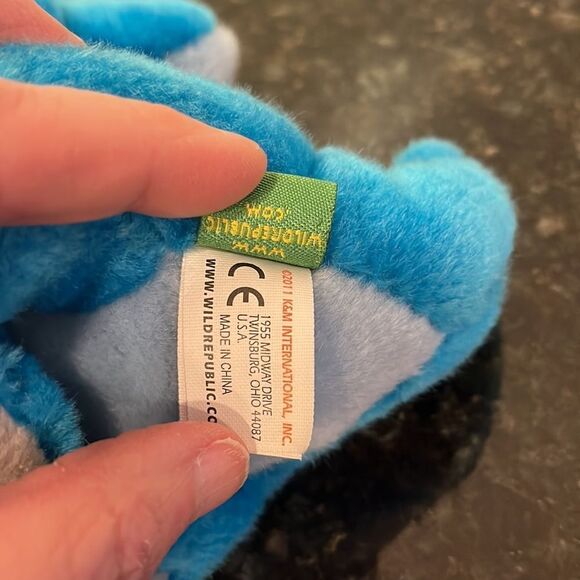 WWW.
WILDREPUBLIC
.COM
©2011 K&M INTERNATIONAL, INC.
1955 MIDWAY DRIVE
TWINSBURG, OHIO 44087
U.S.A.
CE
MADE IN CHINA
WWW.WILDREPUBLIC.CO